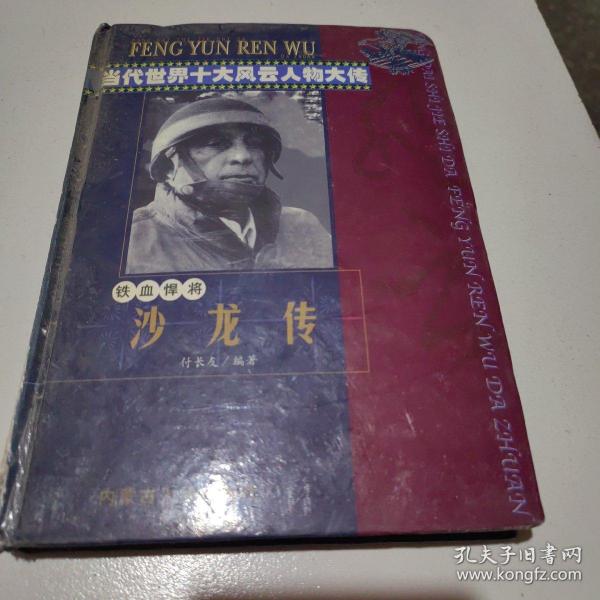 FENG YUN REN WU
当代世界十大风云人物大传
铁血悍将
沙龙传
付长友／编著
内蒙古人
SHI JIE SHI DA FENG YUN REN WU DA ZHUAN
孔夫子旧书网
www.kongfz.com